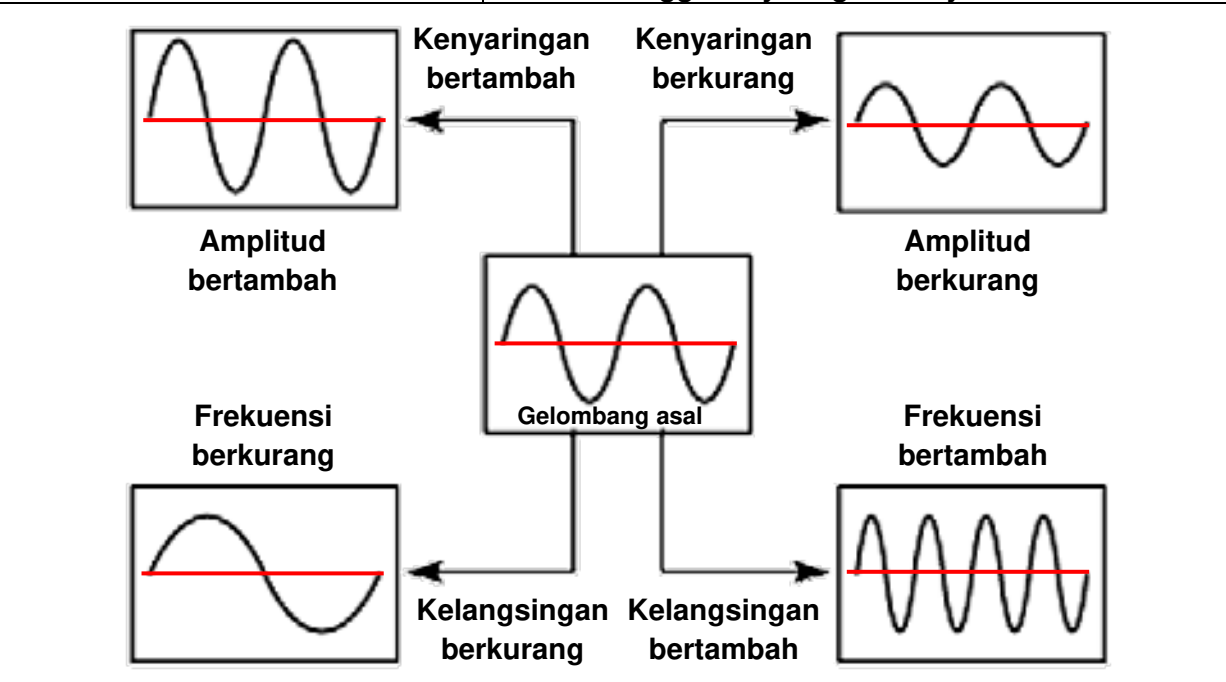 Kenyaringan
bertambah
Kenyaringan
berkurang
Amplitud
bertambah
Amplitud
berkurang
Gelombang asal
Frekuensi
berkurang
Frekuensi
bertambah
Kelangsingan
berkurang
Kelangsingan
bertambah